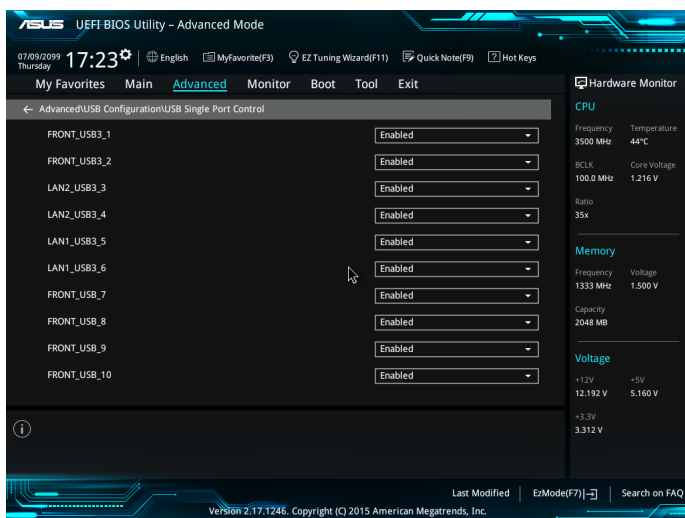 ASUS UEFI BIOS Utility – Advanced Mode
07/09/2099 Thursday 17:23 English MyFavorite(F3) EZ Tuning Wizard(F11) Quick Note(F9) ? Hot Keys
My Favorites Main Advanced Monitor Boot Tool Exit
← Advanced\USB Configuration\USB Single Port Control
FRONT_USB3_1 Enabled
FRONT_USB3_2 Enabled
LAN2_USB3_3 Enabled
LAN2_USB3_4 Enabled
LAN1_USB3_5 Enabled
LAN1_USB3_6 Enabled
FRONT_USB_7 Enabled
FRONT_USB_8 Enabled
FRONT_USB_9 Enabled
FRONT_USB_10 Enabled
Hardware Monitor
CPU
Frequency Temperature
3500 MHz 44°C
BCLK Core Voltage
100.0 MHz 1.216 V
Ratio
35x
Memory
Frequency Voltage
1333 MHz 1.500 V
Capacity
2048 MB
Voltage
+12V +5V
12.192 V 5.160 V
+3.3V
3.312 V
Last Modified EzMode(F7) Search on FAQ
Version 2.17.1246. Copyright (C) 2015 American Megatrends, Inc.